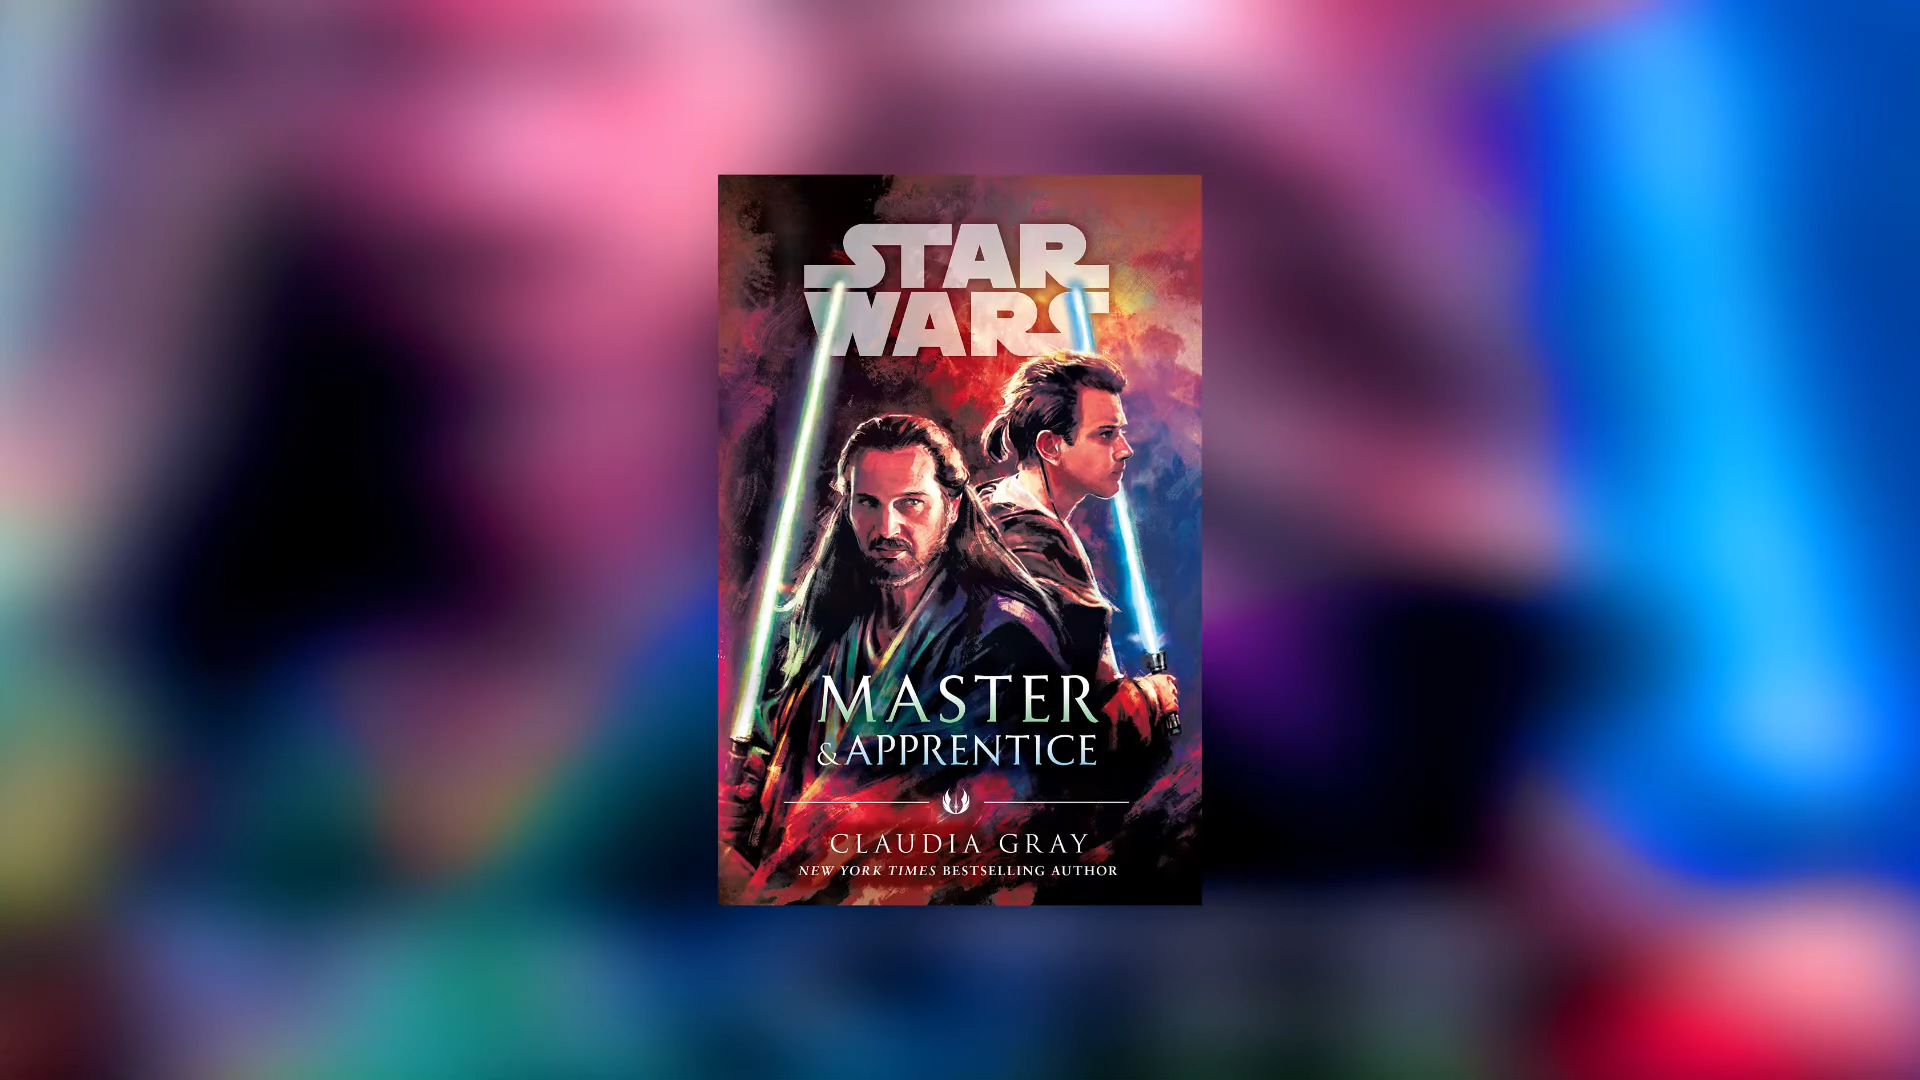 STAR
WARS
MASTER
& APPRENTICE
CLAUDIA GRAY
NEW YORK TIMES BESTSELLING AUTHOR